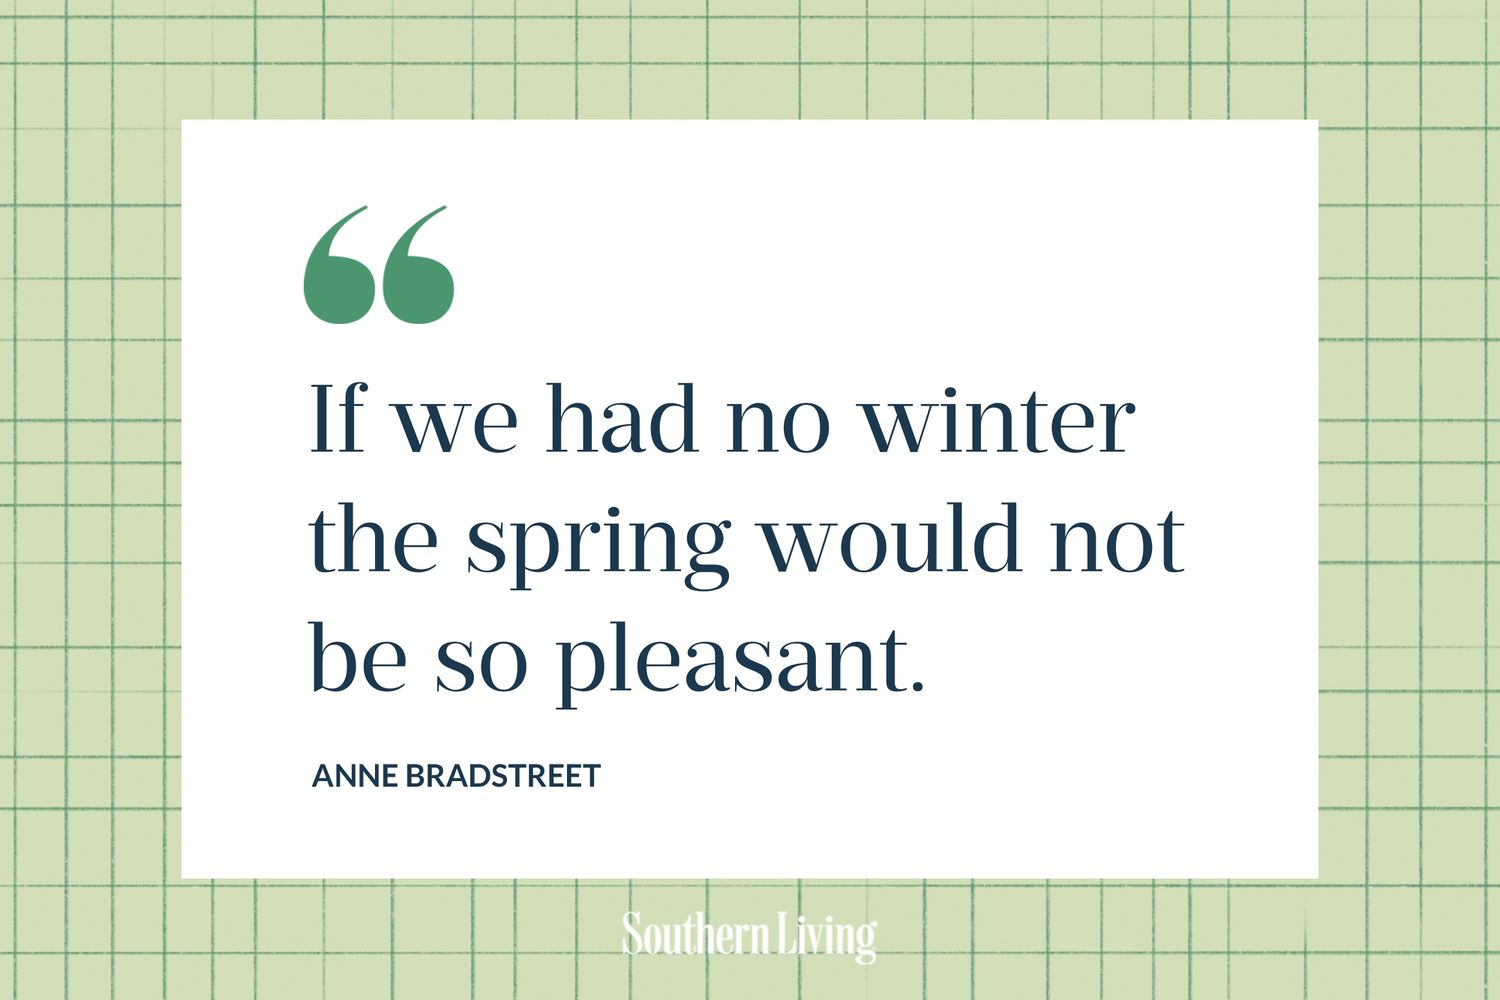 “
If we had no winter
the spring would not
be so pleasant.
ANNE BRADSTREET
Southern Living